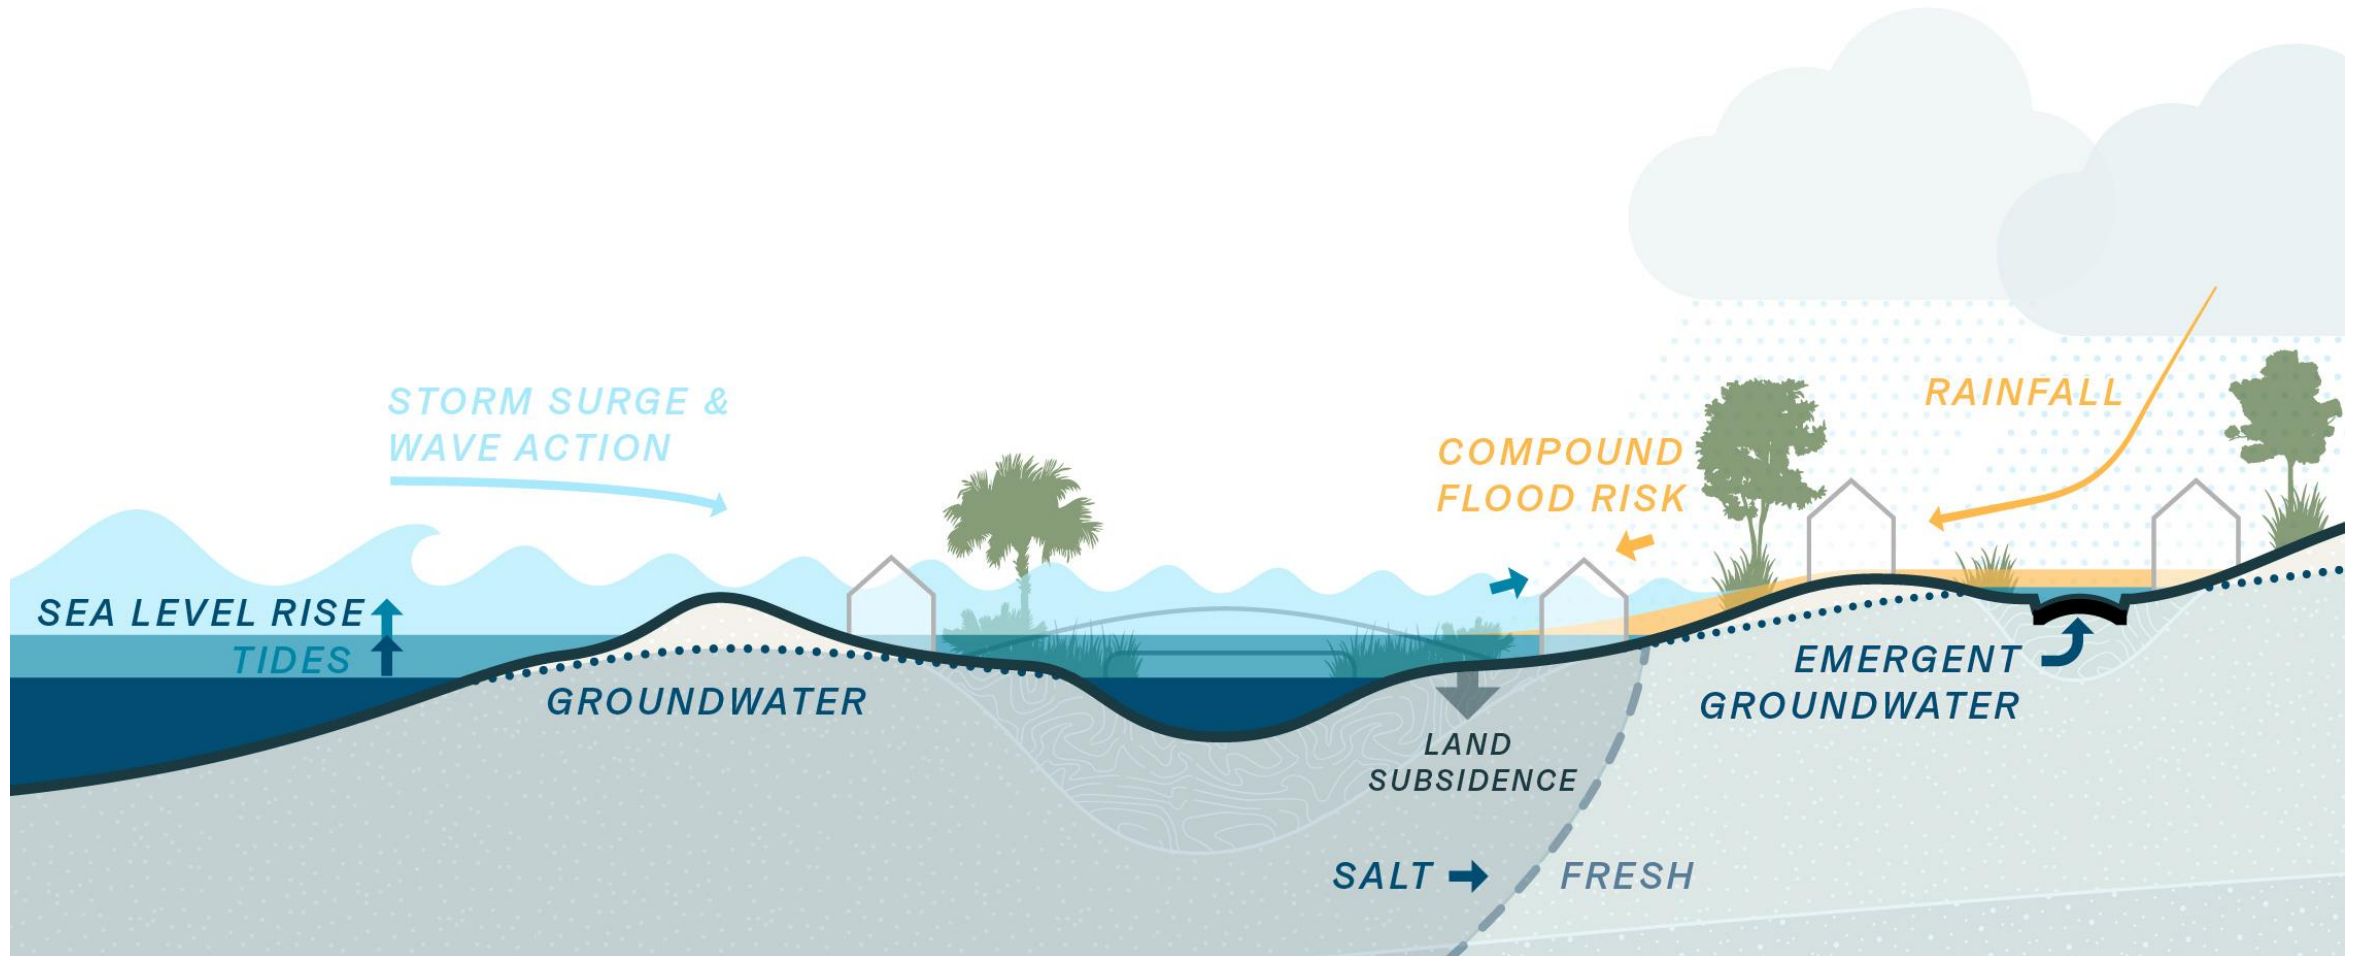 STORM SURGE &
WAVE ACTION
SEA LEVEL RISE
TIDES
GROUNDWATER
COMPOUND
FLOOD RISK
RAINFALL
EMERGENT
GROUNDWATER
LAND
SUBSIDENCE
SALT
FRESH